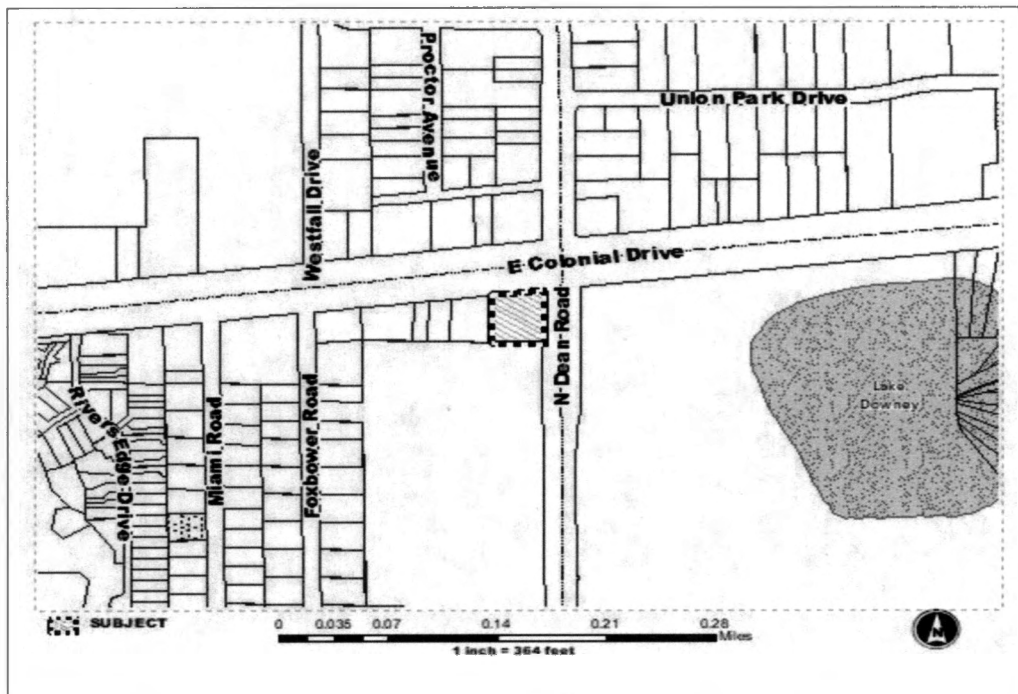 Proctor Avenue
Union Park Drive
Westfall Drive
E Colonial Drive
N Dean Road
Lake
Downey
Rivers Edge Drive
Miami Road
Foxbower Road
SUBJECT
0 0.035 0.07 0.14 0.21 0.28
Miles
1 inch = 364 feet
N